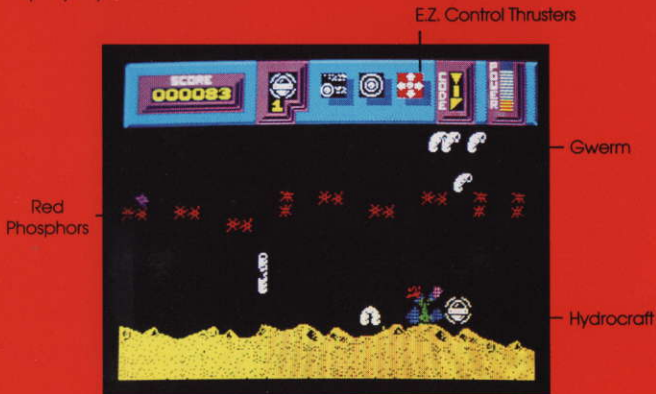 E.Z. Control Thrusters
SCORE
000083
1
CODE
POWER
Gwerm
Red
Phosphors
Hydrocraft